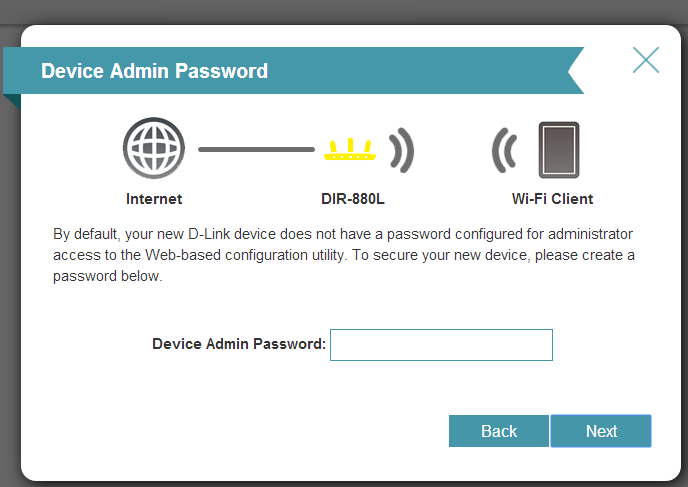 Device Admin Password
Internet
DIR-880L
Wi-Fi Client
By default, your new D-Link device does not have a password configured for administrator
access to the Web-based configuration utility. To secure your new device, please create a
password below.
Device Admin Password:
Back
Next